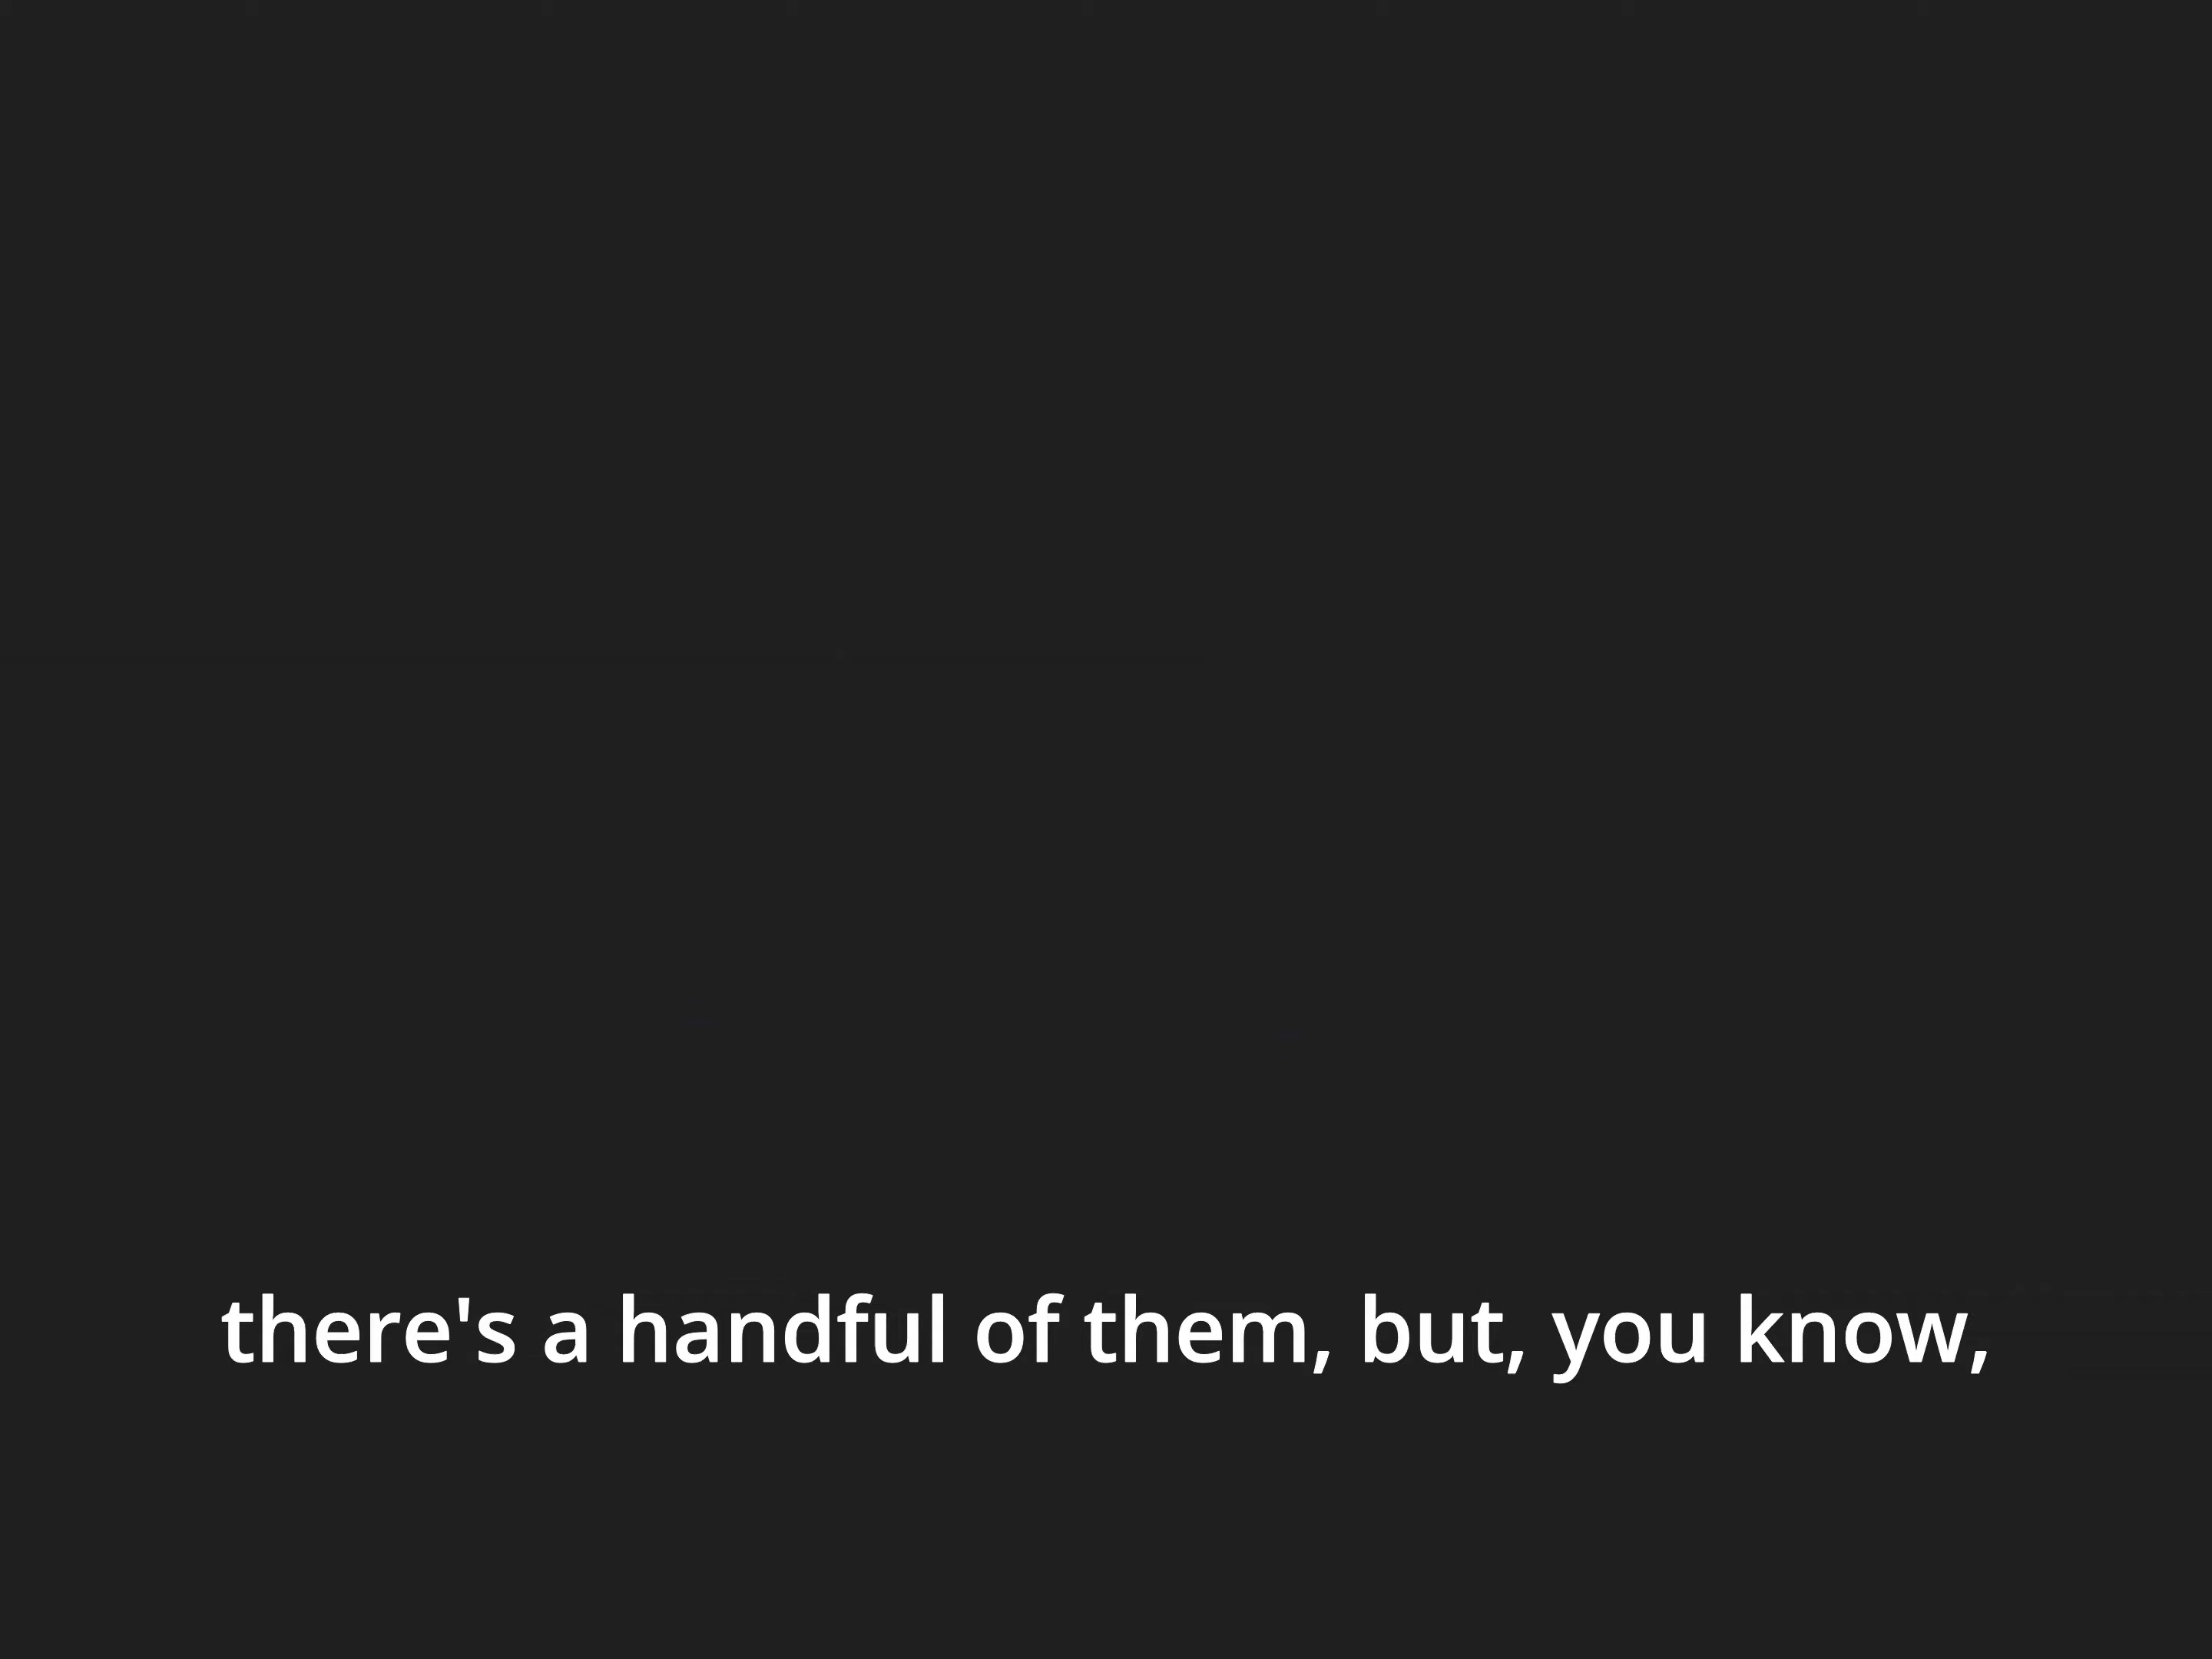 there's a handful of them, but, you know,